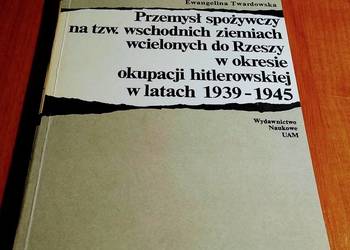 Ewangelina Twardowska
Przemysł spożywczy
na tzw. wschodnich ziemiach
wcielonych do Rzeszy
w okresie
okupacji hitlerowskiej
w latach 1939-1945
Wydawnictwo
Naukowe
UAM